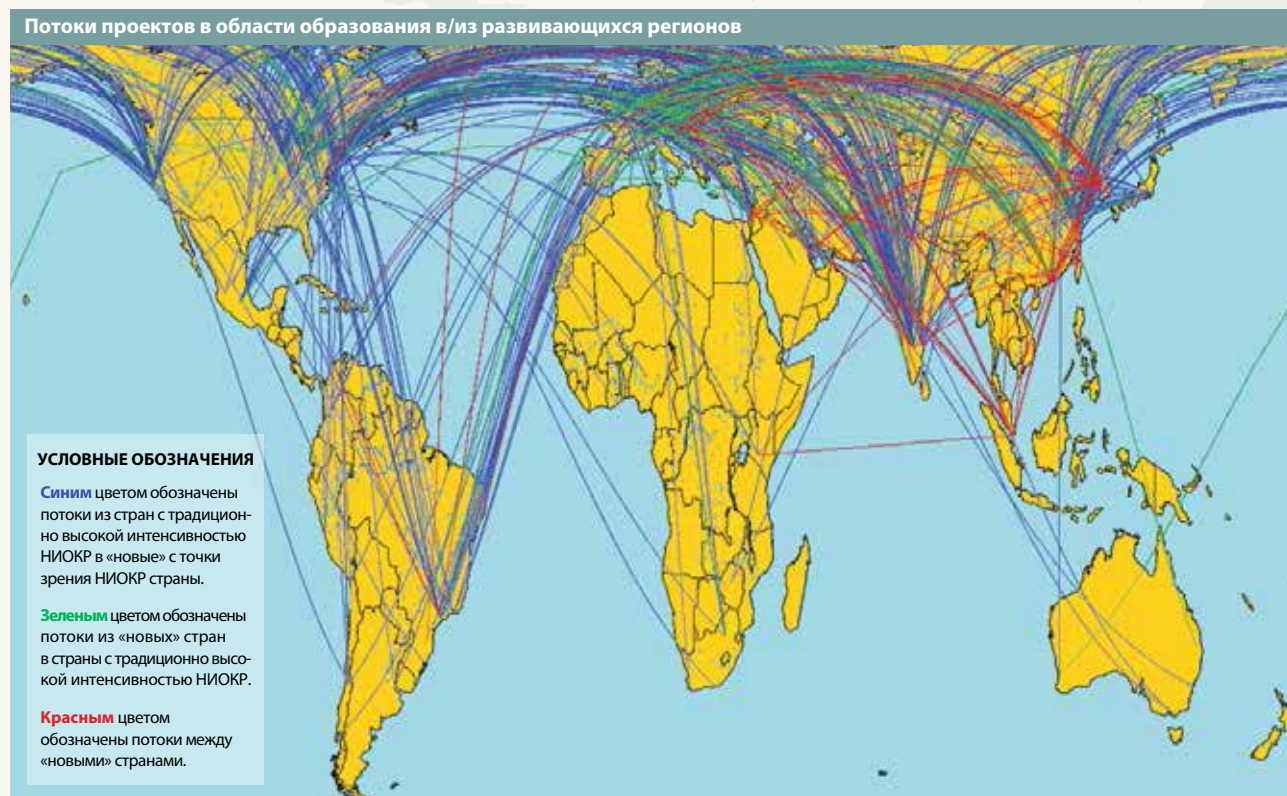 Потоки проектов в области образования в/из развивающихся регионов
УСЛОВНЫЕ ОБОЗНАЧЕНИЯ
Синим цветом обозначены
потоки из стран с традицион-
но высокой интенсивностью
НИОКР в «новые» с точки
зрения НИОКР страны.
Зеленым цветом обозначены
потоки из «новых» стран
в страны с традиционно высо-
кой интенсивностью НИОКР.
Красным цветом
обозначены потоки между
«новыми» странами.